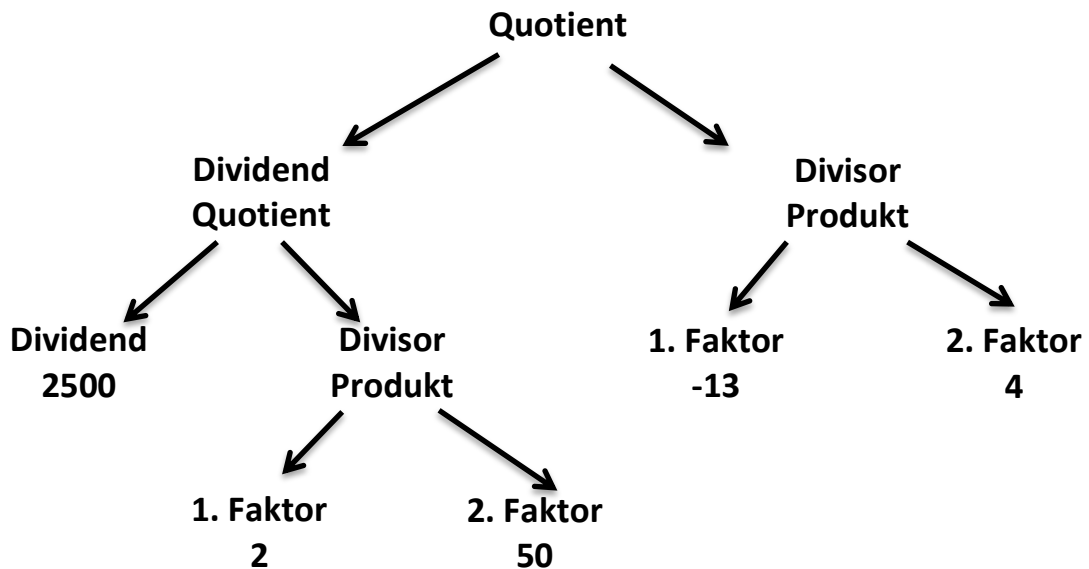 Quotient
Dividend
Quotient
Divisor
Produkt
Dividend
2500
Divisor
Produkt
1. Faktor
-13
2. Faktor
4
1. Faktor
2
2. Faktor
50